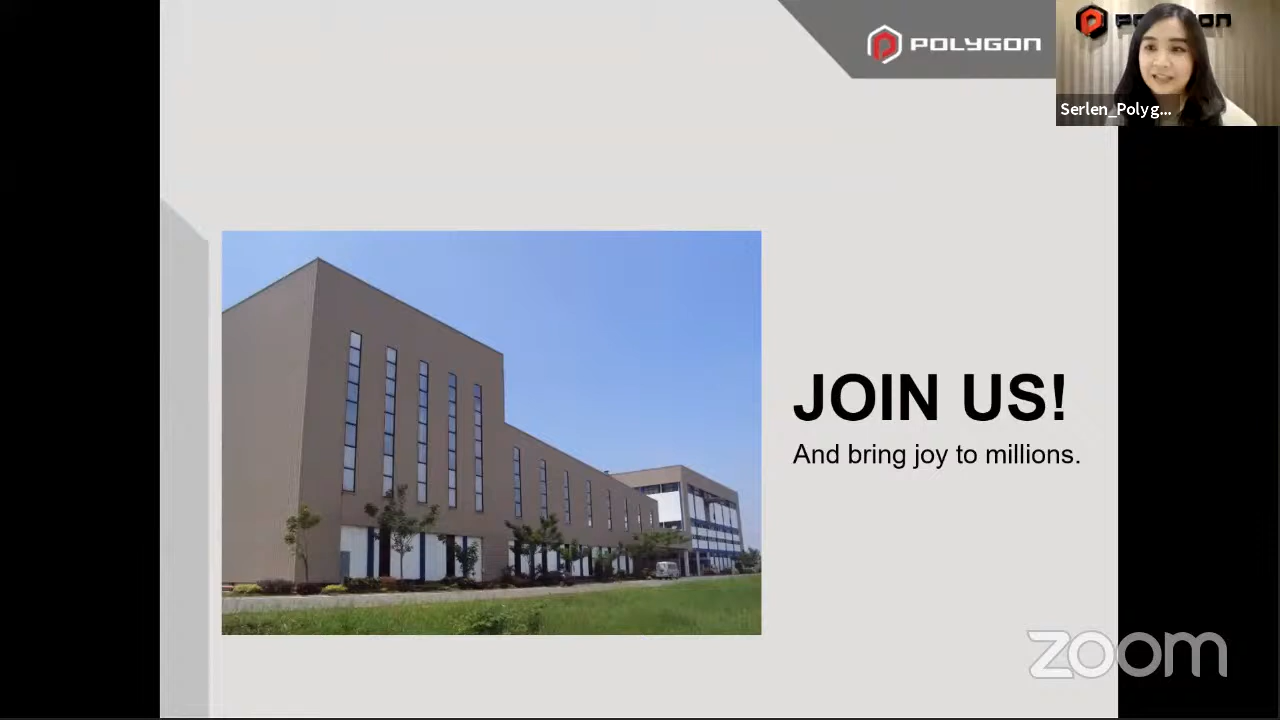 POLYGON
Serlen_Polyg...
JOIN US!
And bring joy to millions.
zoom